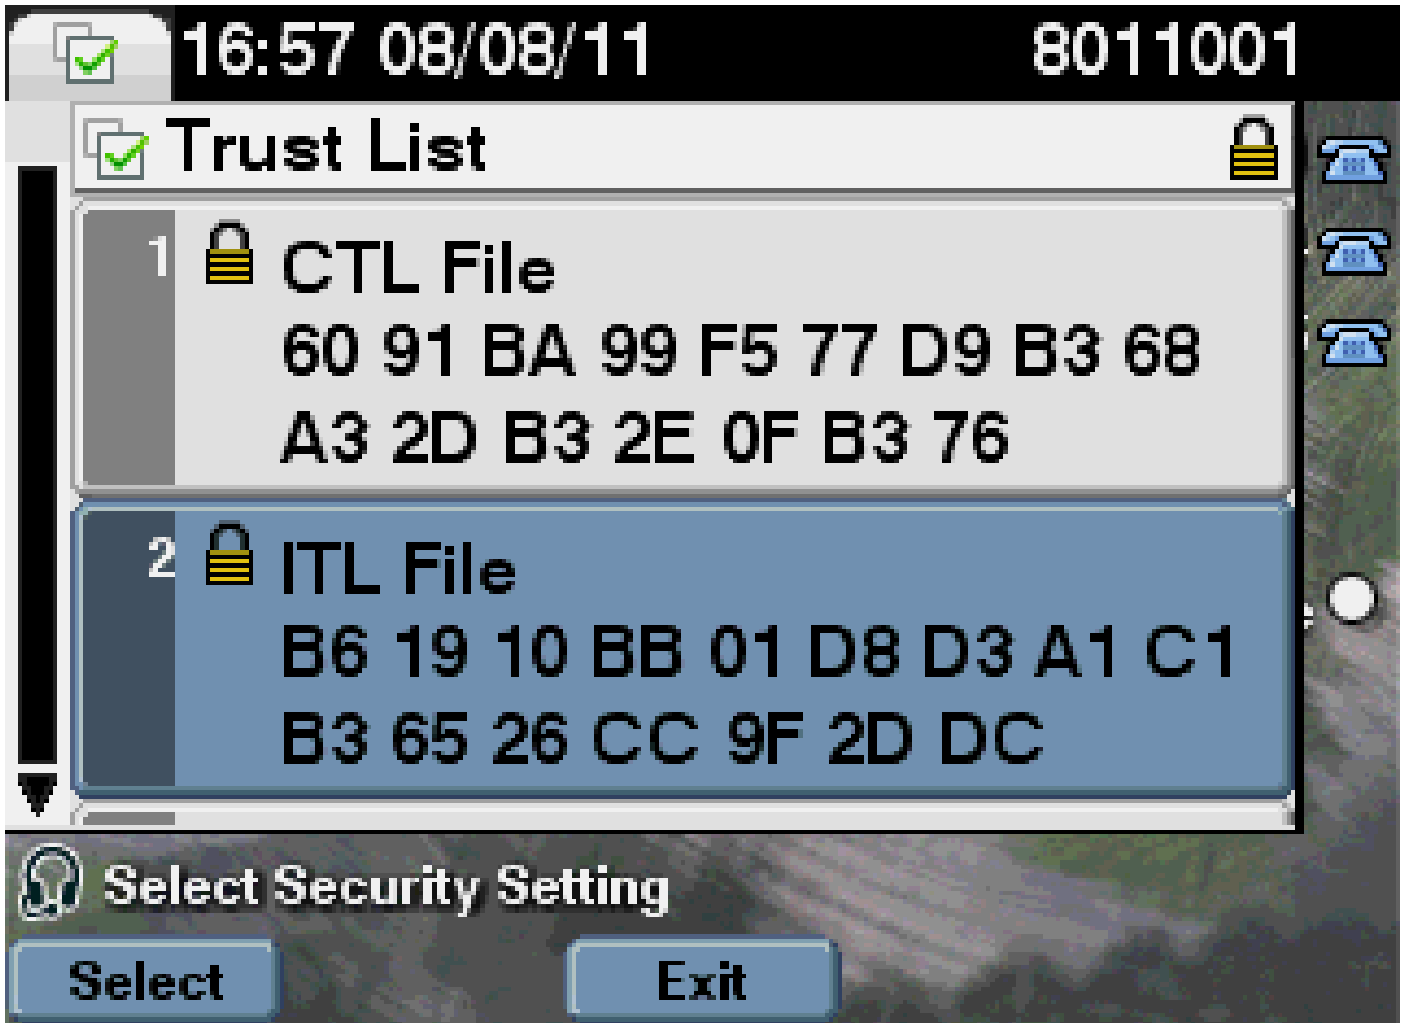 16:57 08/08/11 8011001
Trust List
1 CTL File
60 91 BA 99 F5 77 D9 B3 68
A3 2D B3 2E 0F B3 76
2 ITL File
B6 19 10 BB 01 D8 D3 A1 C1
B3 65 26 CC 9F 2D DC
Select Security Setting
Select Exit